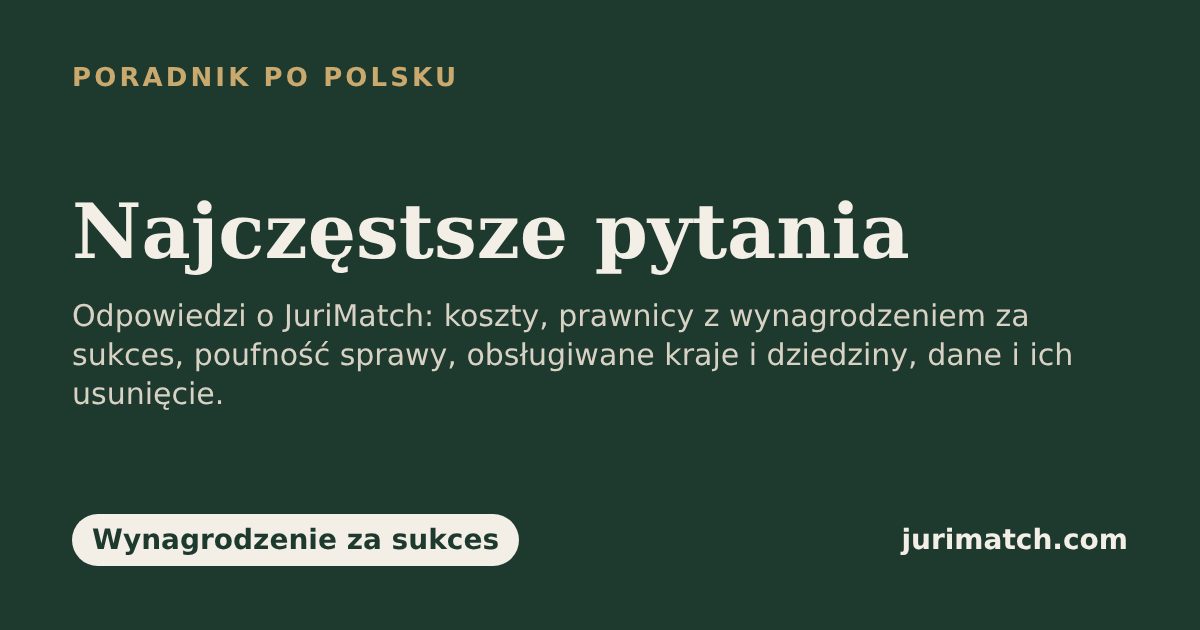 PORADNIK PO POLSKU
Najczęstsze pytania
Odpowiedzi o JuriMatch: koszty, prawnicy z wynagrodzeniem za
sukces, poufność sprawy, obsługiwane kraje i dziedziny, dane i ich
usunięcie.
Wynagrodzenie za sukces
jurimatch.com